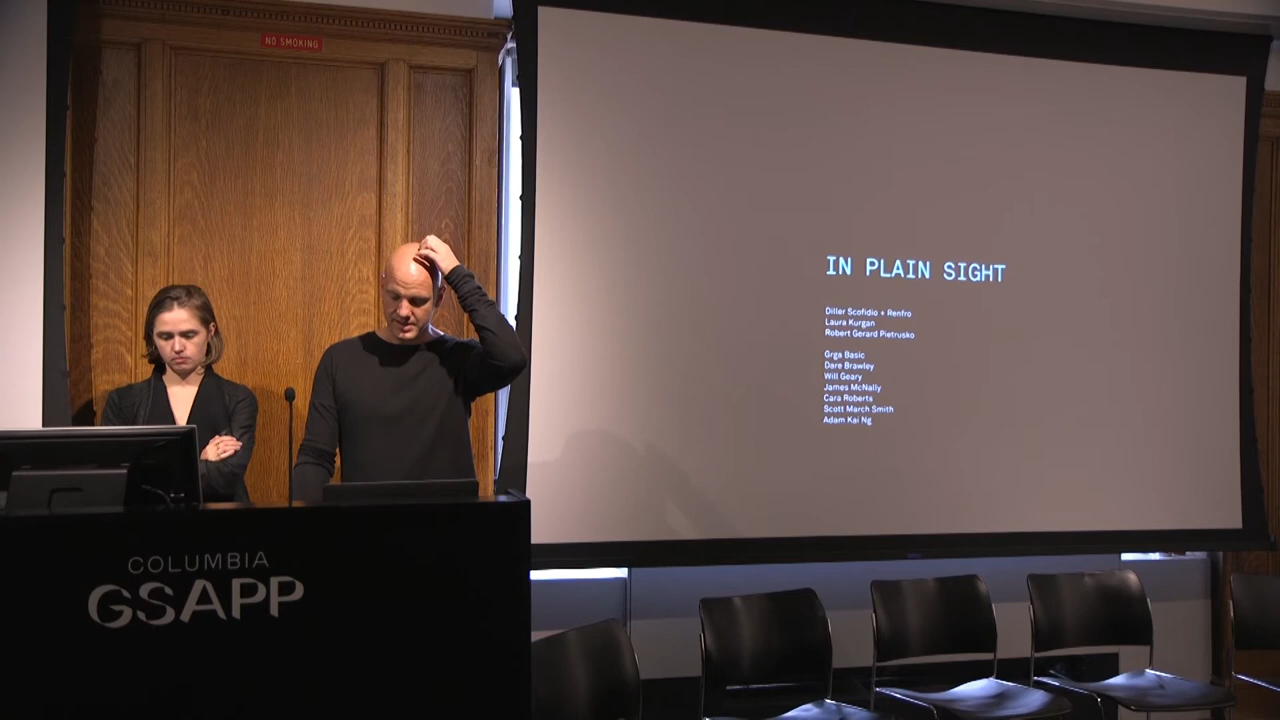 NO SMOKING
IN PLAIN SIGHT
Diller Scofidio + Renfro
Laura Kurgan
Robert Gerard Pietrusko
Grga Basic
Dare Brawley
Will Geary
James McNally
Cara Roberts
Scott March Smith
Adam Kai Ng
COLUMBIA
GSAPP